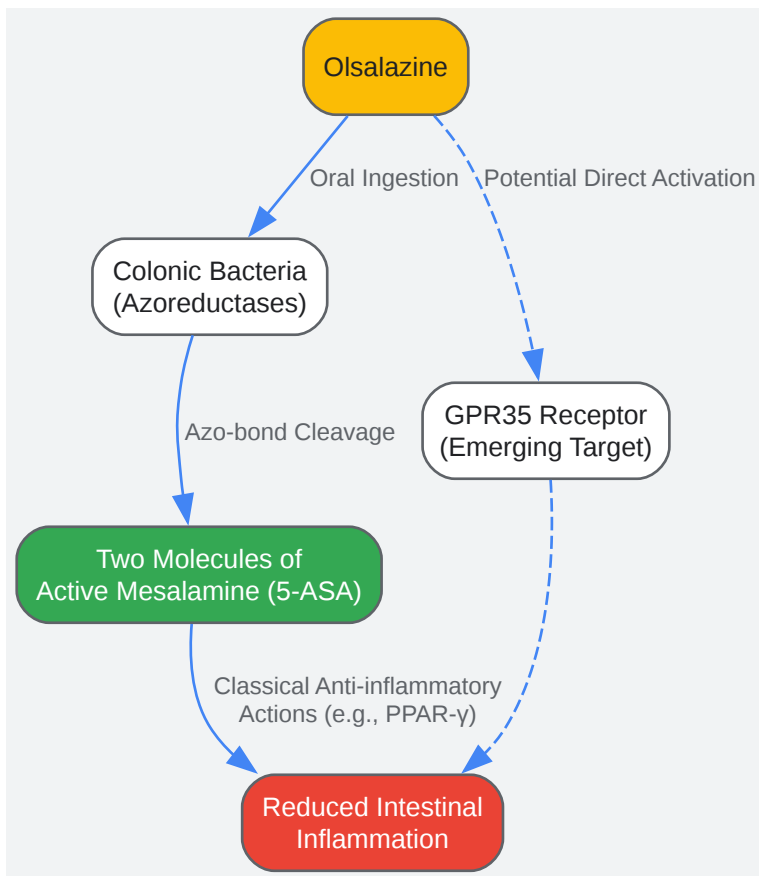 Olsalazine
Oral Ingestion
Potential Direct Activation
Colonic Bacteria
(Azoreductases)
GPR35 Receptor
(Emerging Target)
Azo-bond Cleavage
Two Molecules of
Active Mesalamine (5-ASA)
Classical Anti-inflammatory
Actions (e.g., PPAR-γ)
Reduced Intestinal
Inflammation